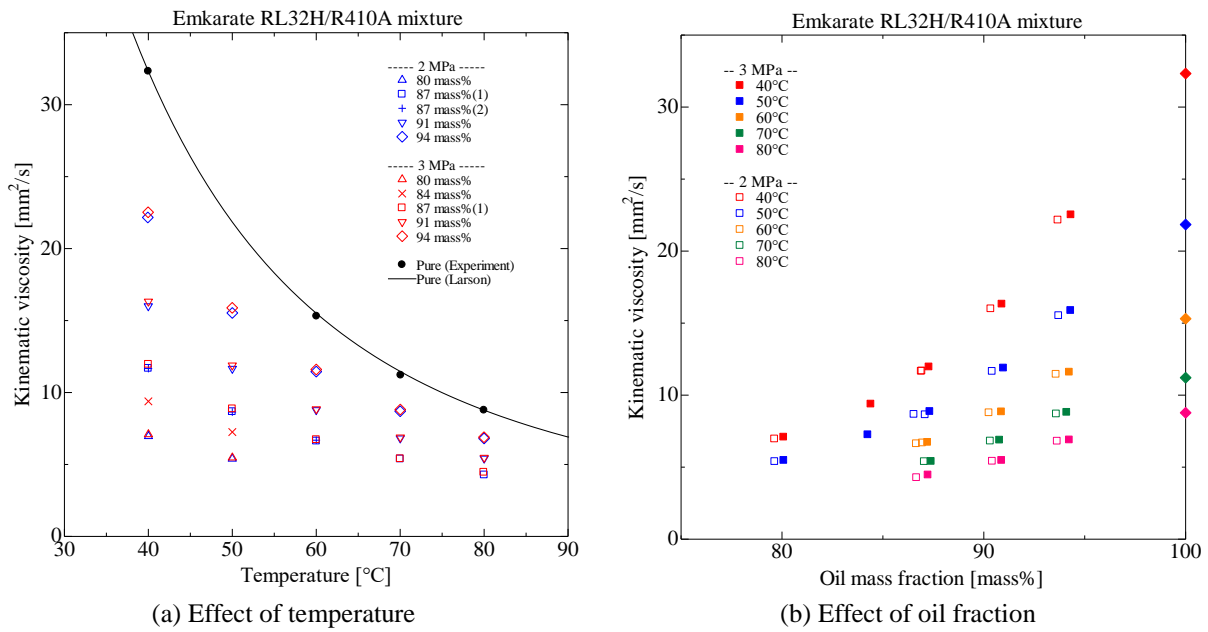 Emkarate RL32H/R410A mixture
Kinematic viscosity [mm²/s]
30
20
10
0
----- 2 MPa -----
80 mass%
87 mass%(1)
87 mass%(2)
91 mass%
94 mass%
----- 3 MPa -----
80 mass%
84 mass%
87 mass%(1)
91 mass%
94 mass%
Pure (Experiment)
Pure (Larson)
30 40 50 60 70 80 90
Temperature [°C]
(a) Effect of temperature
Emkarate RL32H/R410A mixture
Kinematic viscosity [mm²/s]
30
20
10
0
-- 3 MPa --
40°C
50°C
60°C
70°C
80°C
-- 2 MPa --
40°C
50°C
60°C
70°C
80°C
80 90 100
Oil mass fraction [mass%]
(b) Effect of oil fraction